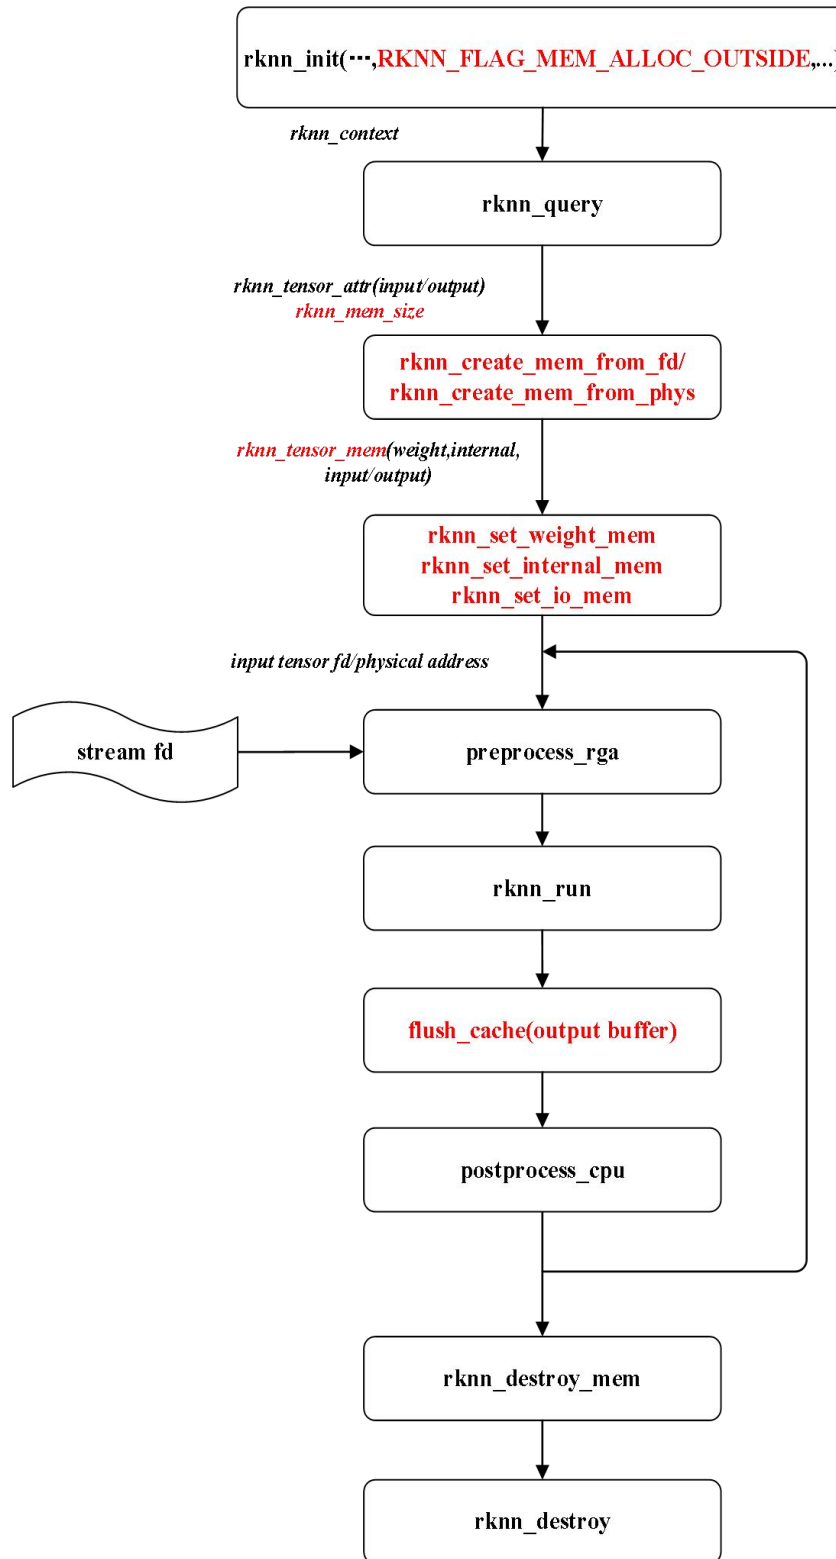 rknn_init(···,RKNN_FLAG_MEM_ALLOC_OUTSIDE,...)
rknn_context
rknn_query
rknn_tensor_attr(input/output)
rknn_mem_size
rknn_create_mem_from_fd/
rknn_create_mem_from_phys
rknn_tensor_mem(weight,internal,
input/output)
rknn_set_weight_mem
rknn_set_internal_mem
rknn_set_io_mem
input tensor fd/physical address
stream fd
preprocess_rga
rknn_run
flush_cache(output buffer)
postprocess_cpu
rknn_destroy_mem
rknn_destroy